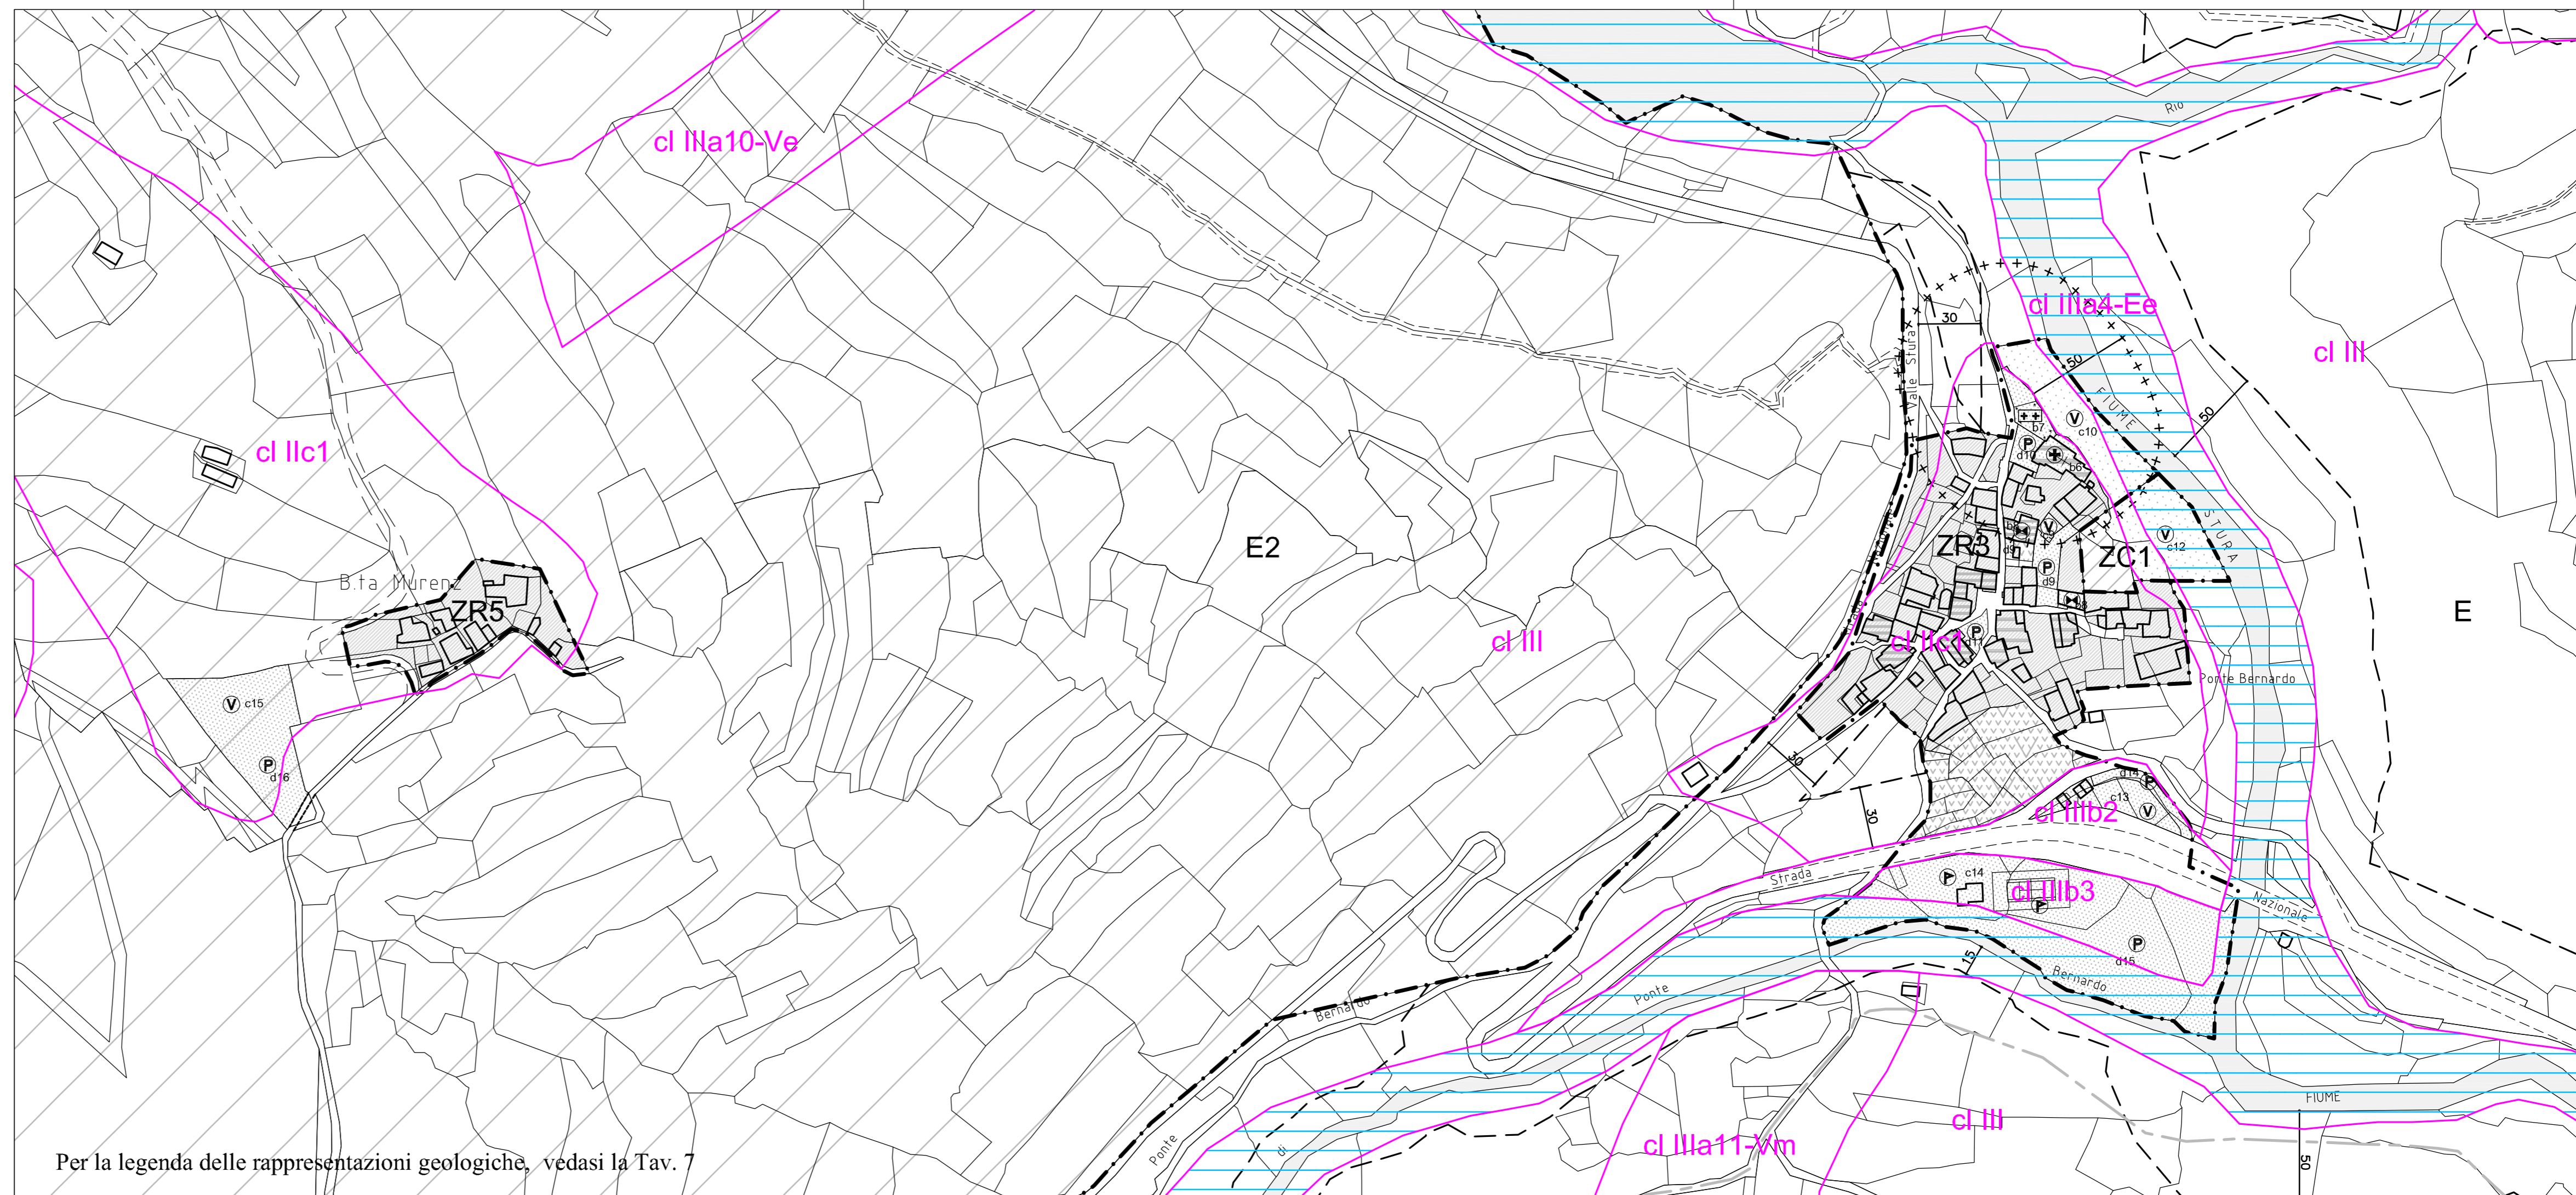 cl IIIa10-Ve
Rio
cl IIIa4-Ee
30
Valle Stura
cl III
50
FIUME
50
V
c10
b7
P
d10
b6
cl IIc1
STURA
V
c12
E2
ZR3
V
d9
ZC1
P
d9
B.ta Murenz
ZR5
E
cl III
cl IIc1
P
Ponte Bernardo
V
c15
P
d16
30
d14
P
c13
V
cl IIIb2
30
Strada
c14
cl IIIb3
Nazionale
P
d15
15
Bernardo
Ponte
Bernardo
FIUME
cl III
cl IIIa11-Vm
di
Ponte
50
Per la legenda delle rappresentazioni geologiche, vedasi la Tav. 7